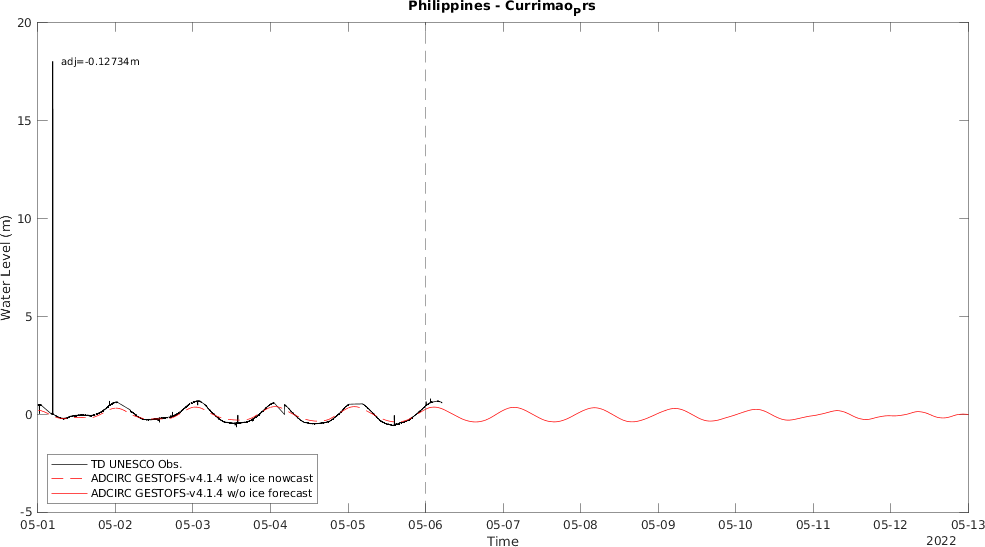 Philippines - Currimao_Prs
20
adj=-0.12734m
15
10
5
0
-5
Water Level (m)
TD UNESCO Obs.
ADCIRC GESTOFS-v4.1.4 w/o ice nowcast
ADCIRC GESTOFS-v4.1.4 w/o ice forecast
05-01 05-02 05-03 05-04 05-05 05-06 05-07 05-08 05-09 05-10 05-11 05-12 05-13
Time
2022